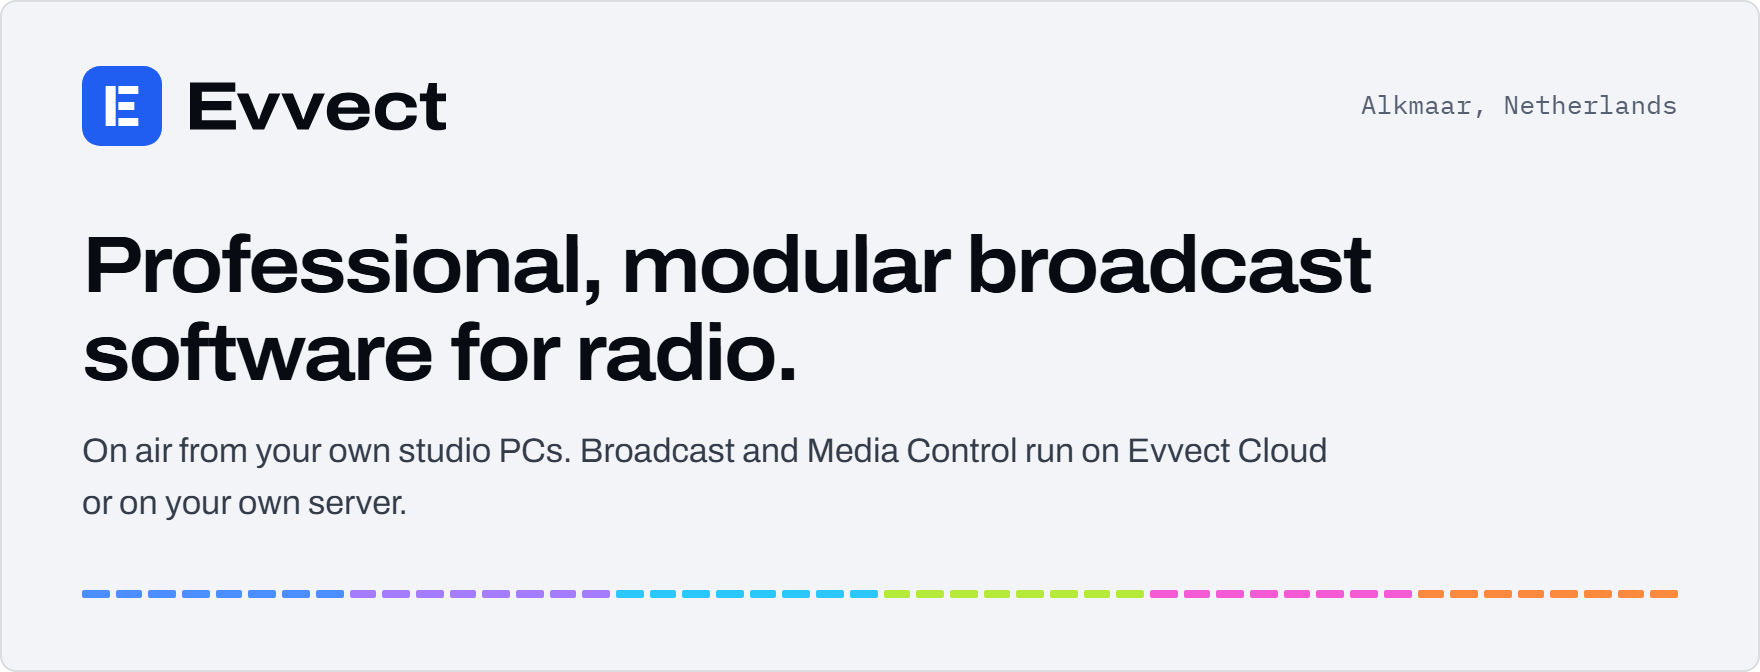 E Evvect
Alkmaar, Netherlands
Professional, modular broadcast
software for radio.
On air from your own studio PCs. Broadcast and Media Control run on Evvect Cloud
or on your own server.